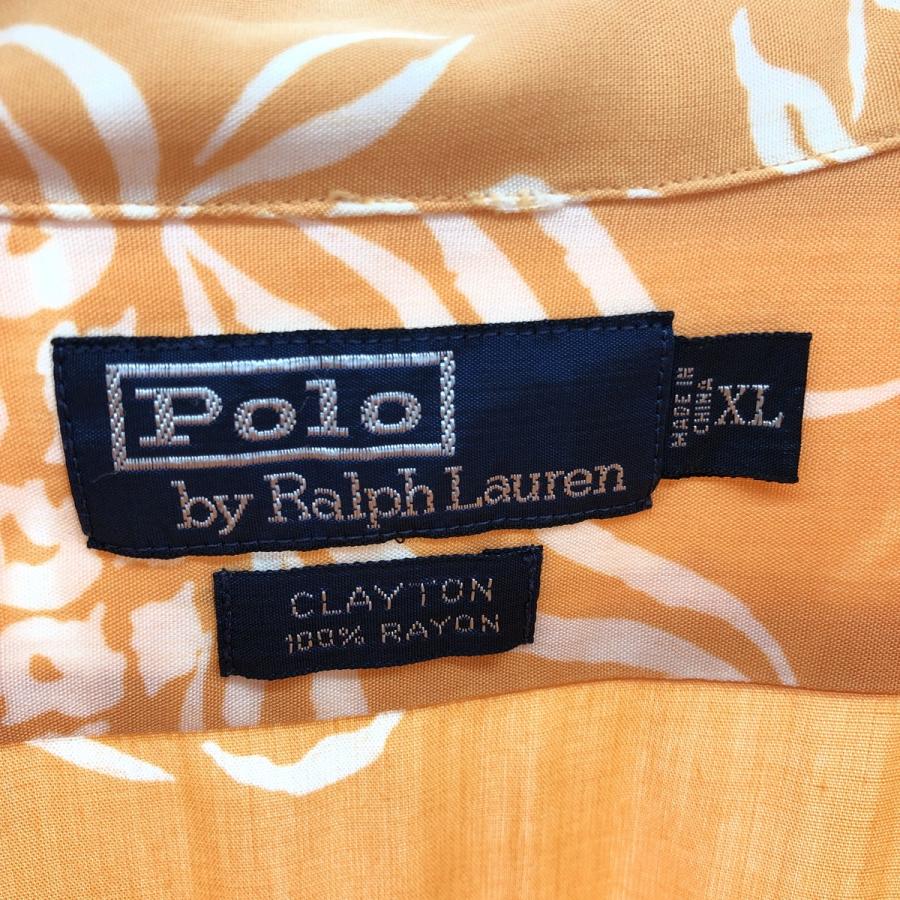 Polo
by Ralph Lauren
MADE IN
CHINA
XL
CLAYTON
100% RAYON